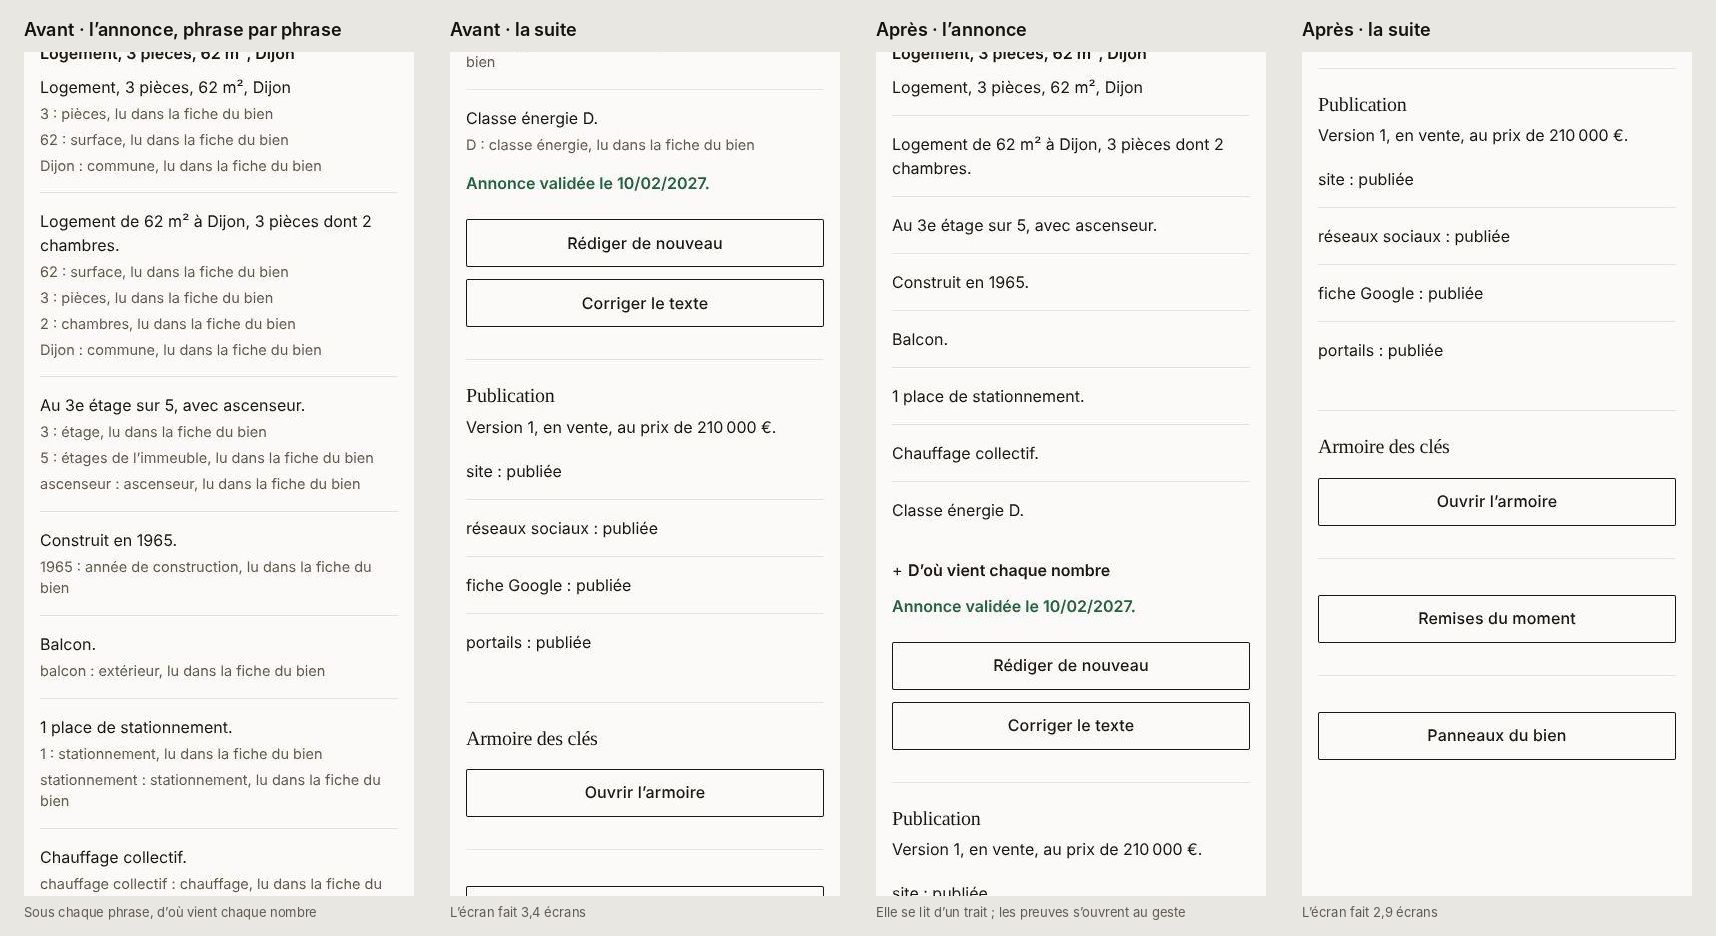 Avant · l’annonce, phrase par phrase
Logement, 3 pièces, 62 m², Dijon
Logement, 3 pièces, 62 m², Dijon
3 : pièces, lu dans la fiche du bien
62 : surface, lu dans la fiche du bien
Dijon : commune, lu dans la fiche du bien
Logement de 62 m² à Dijon, 3 pièces dont 2
chambres.
62 : surface, lu dans la fiche du bien
3 : pièces, lu dans la fiche du bien
2 : chambres, lu dans la fiche du bien
Dijon : commune, lu dans la fiche du bien
Au 3e étage sur 5, avec ascenseur.
3 : étage, lu dans la fiche du bien
5 : étages de l’immeuble, lu dans la fiche du bien
ascenseur : ascenseur, lu dans la fiche du bien
Construit en 1965.
1965 : année de construction, lu dans la fiche du
bien
Balcon.
balcon : extérieur, lu dans la fiche du bien
1 place de stationnement.
1 : stationnement, lu dans la fiche du bien
stationnement : stationnement, lu dans la fiche du
bien
Chauffage collectif.
chauffage collectif : chauffage, lu dans la fiche du
Sous chaque phrase, d’où vient chaque nombre
Avant · la suite
bien
Classe énergie D.
D : classe énergie, lu dans la fiche du bien
Annonce validée le 10/02/2027.
Rédiger de nouveau
Corriger le texte
Publication
Version 1, en vente, au prix de 210 000 €.
site : publiée
réseaux sociaux : publiée
fiche Google : publiée
portails : publiée
Armoire des clés
Ouvrir l’armoire
L’écran fait 3,4 écrans
Après · l’annonce
Logement, 3 pièces, 62 m², Dijon
Logement, 3 pièces, 62 m², Dijon
Logement de 62 m² à Dijon, 3 pièces dont 2
chambres.
Au 3e étage sur 5, avec ascenseur.
Construit en 1965.
Balcon.
1 place de stationnement.
Chauffage collectif.
Classe énergie D.
+ D’où vient chaque nombre
Annonce validée le 10/02/2027.
Rédiger de nouveau
Corriger le texte
Publication
Version 1, en vente, au prix de 210 000 €.
site : publiée
Elle se lit d’un trait ; les preuves s’ouvrent au geste
Après · la suite
Publication
Version 1, en vente, au prix de 210 000 €.
site : publiée
réseaux sociaux : publiée
fiche Google : publiée
portails : publiée
Armoire des clés
Ouvrir l’armoire
Remises du moment
Panneaux du bien
L’écran fait 2,9 écrans